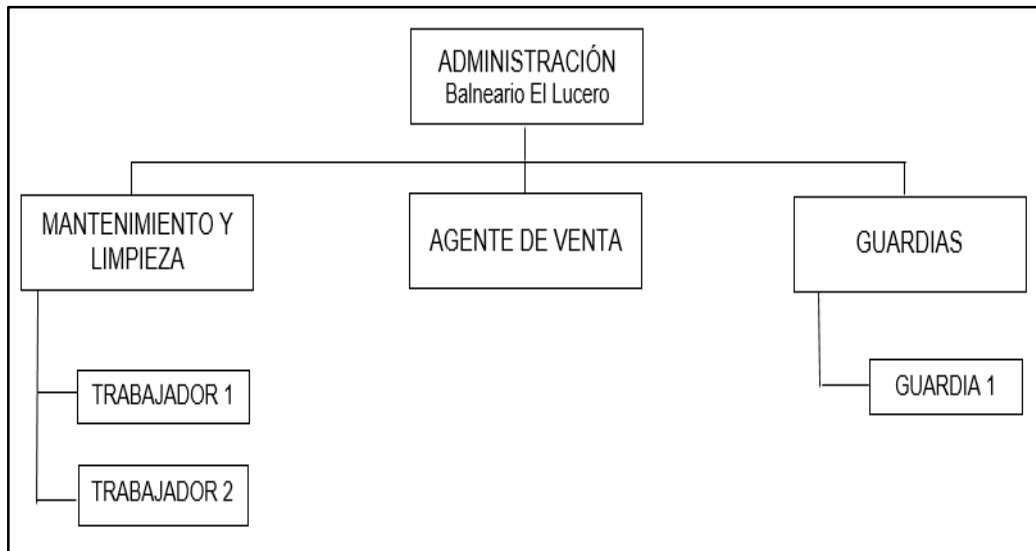 ADMINISTRACIÓN
Balneario El Lucero
MANTENIMIENTO Y
LIMPIEZA
AGENTE DE VENTA
GUARDIAS
TRABAJADOR 1
TRABAJADOR 2
GUARDIA 1